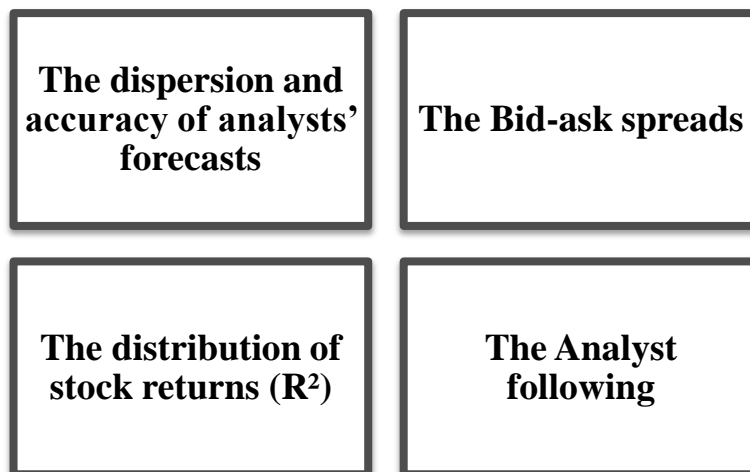 The dispersion and
accuracy of analysts’
forecasts
The Bid-ask spreads
The distribution of
stock returns (R²)
The Analyst
following